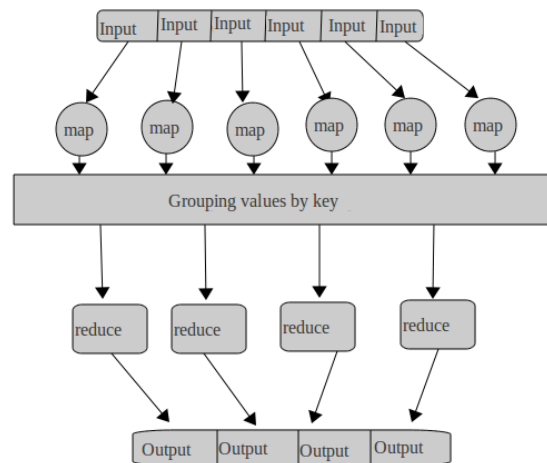 Input Input Input Input Input Input
map map map map map map
Grouping values by key
reduce reduce reduce reduce
Output Output Output Output